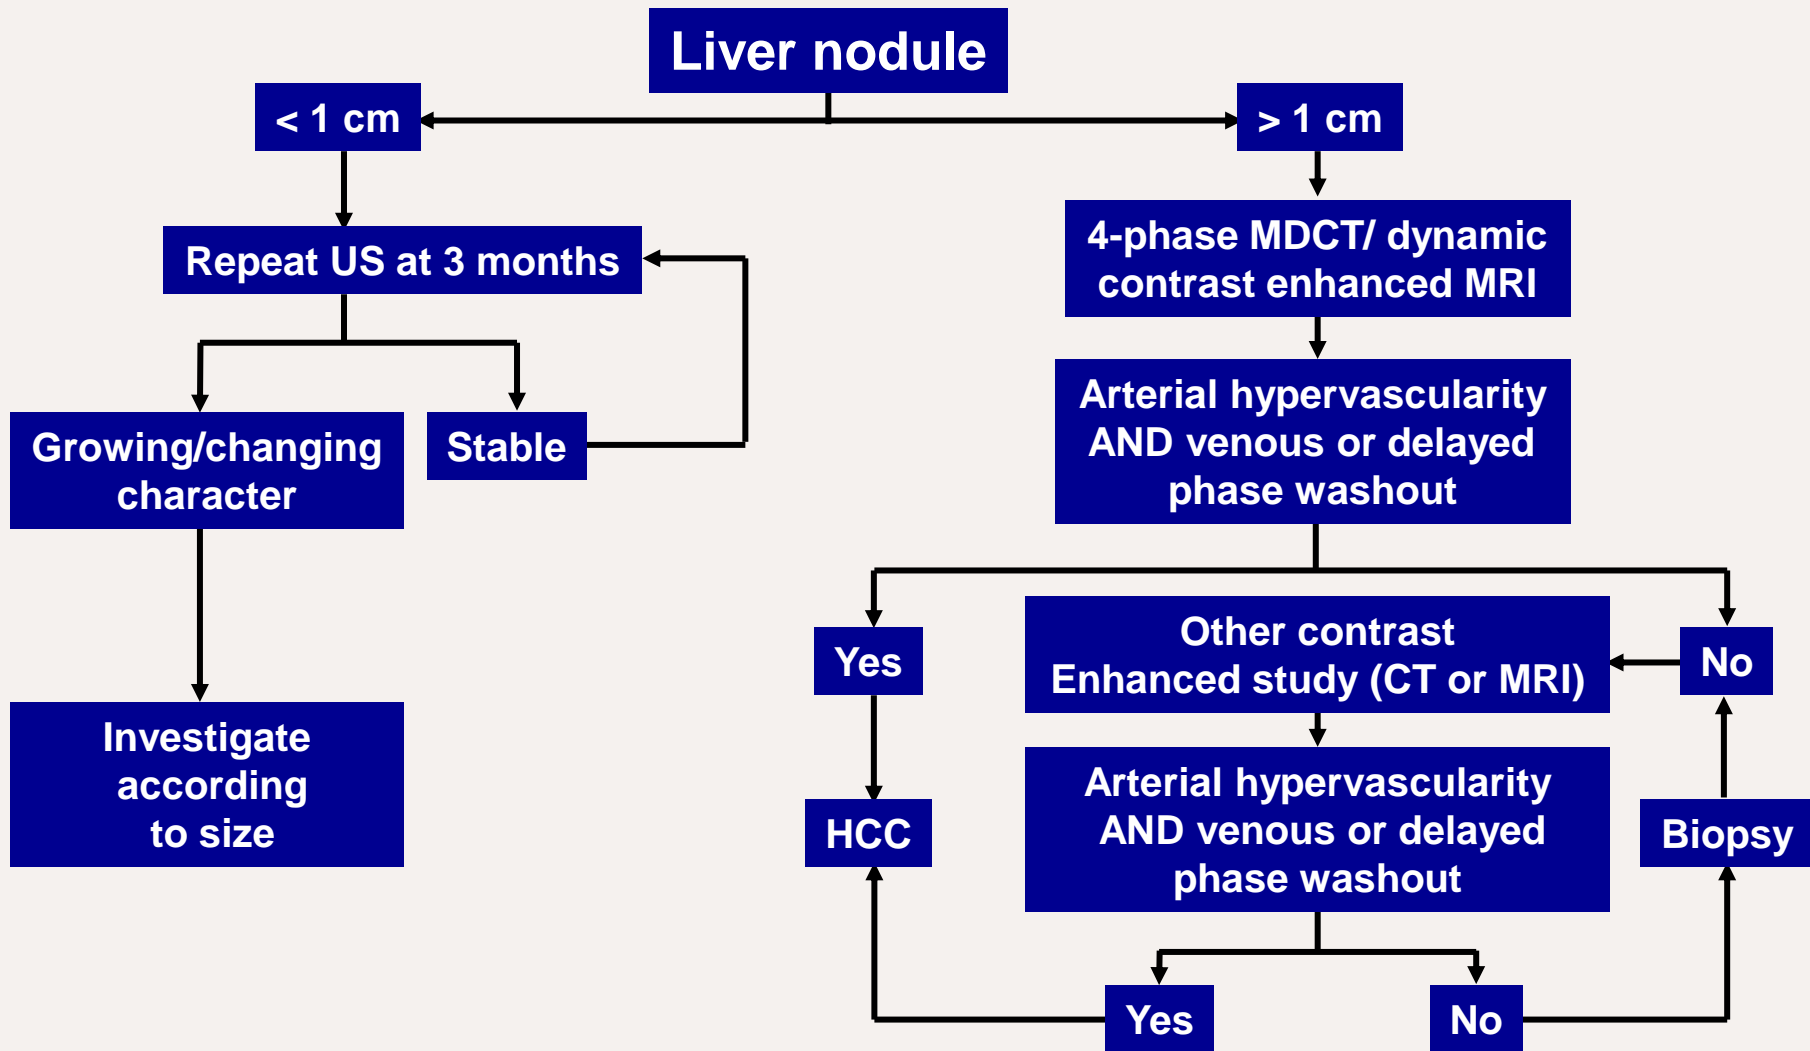 Liver nodule
< 1 cm
> 1 cm
Repeat US at 3 months
4-phase MDCT/ dynamic
contrast enhanced MRI
Growing/changing
character
Stable
Arterial hypervascularity
AND venous or delayed
phase washout
Investigate
according
to size
Yes
Other contrast
Enhanced study (CT or MRI)
No
HCC
Arterial hypervascularity
AND venous or delayed
phase washout
Biopsy
Yes
No